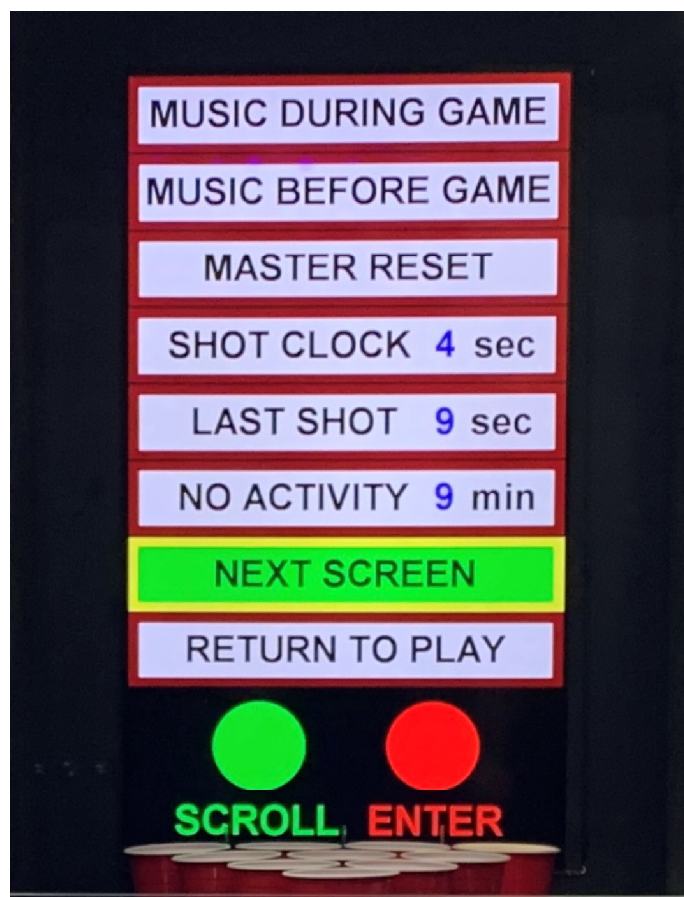 MUSIC DURING GAME
MUSIC BEFORE GAME
MASTER RESET
SHOT CLOCK 4 sec
LAST SHOT 9 sec
NO ACTIVITY 9 min
NEXT SCREEN
RETURN TO PLAY
SCROLL ENTER